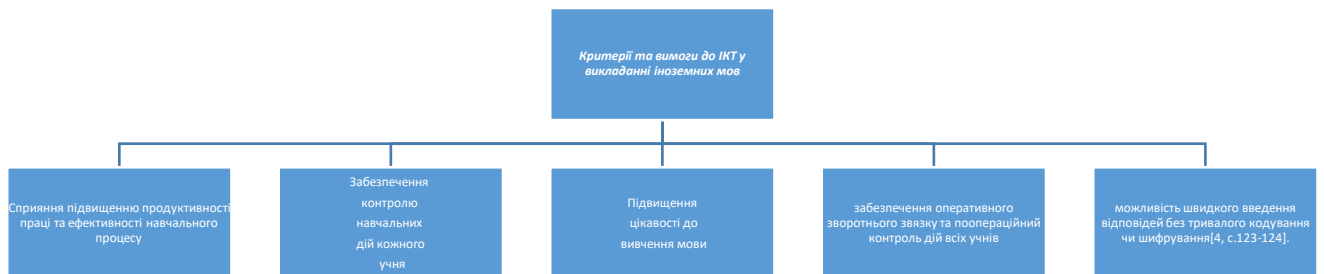 Критерії та вимоги до ІКТ у
викладанні іноземних мов
Сприяння підвищенню продуктивності
праці та ефективності навчального
процесу
Забезпечення
контролю
навчальних
дій кожного
учня
Підвищення
цікавості до
вивчення мови
забезпечення оперативного
зворотнього звязку та поопераційний
контроль дій всіх учнів
можливість швидкого введення
відповідей без тривалого кодування
чи шифрування[4, с.123-124].